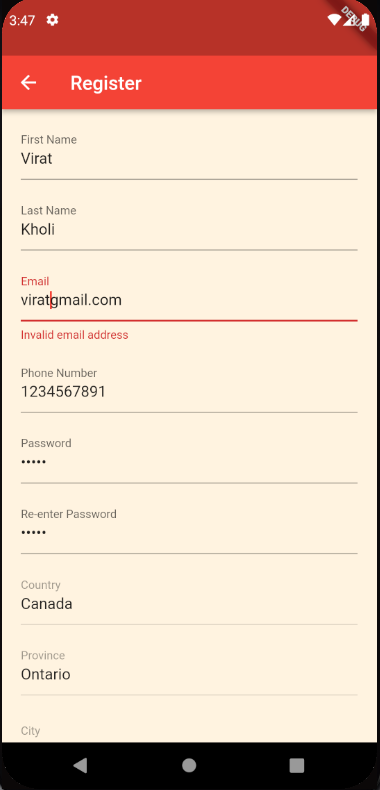 3:47
DEBUG
Register
First Name
Virat
Last Name
Kholi
Email
viratgmail.com
Invalid email address
Phone Number
1234567891
Password
•••••
Re-enter Password
•••••
Country
Canada
Province
Ontario
City